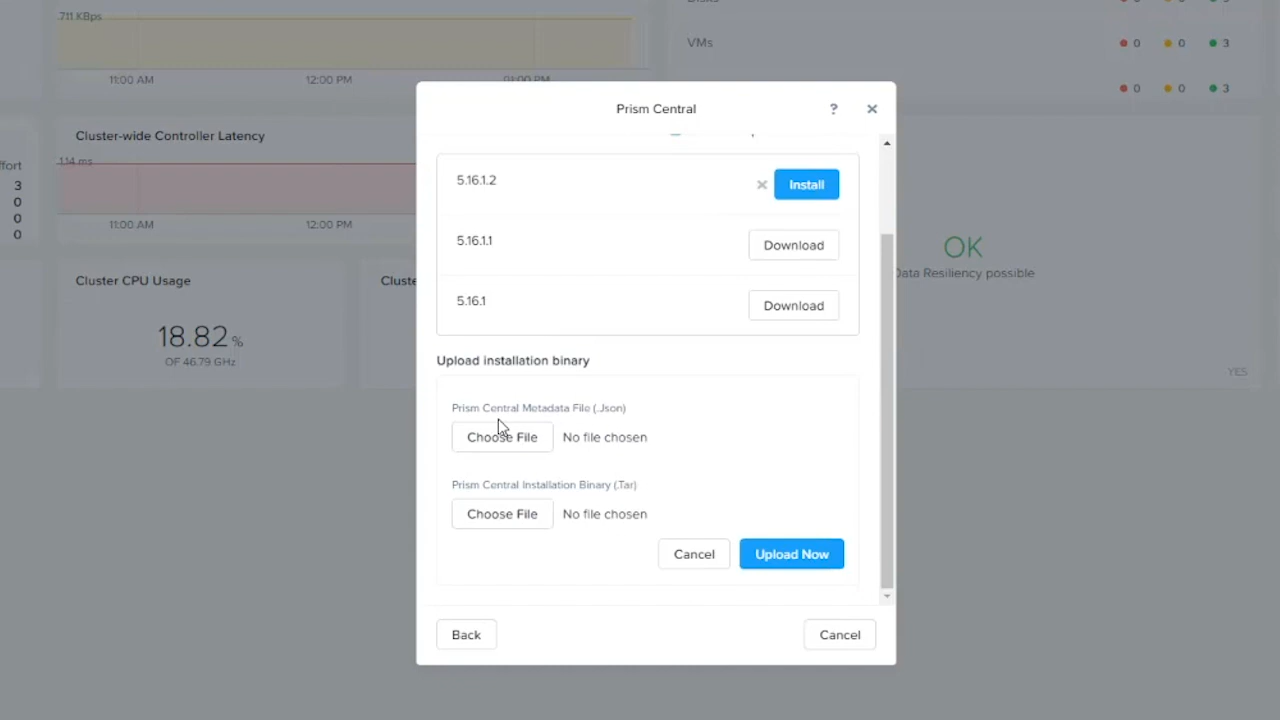 .711 KBps
11:00 AM
12:00 PM
01:00 PM
VMs
0
0
3
0
0
3
Cluster-wide Controller Latency
1.14 ms
11:00 AM
12:00 PM
ffort
3
0
0
0
Cluster CPU Usage
18.82 %
OF 46.79 GHz
Cluste
OK
Data Resiliency possible
YES
Prism Central
?
5.16.1.2
Install
5.16.1.1
Download
5.16.1
Download
Upload installation binary
Prism Central Metadata File (.Json)
Choose File No file chosen
Prism Central Installation Binary (.Tar)
Choose File No file chosen
Cancel
Upload Now
Back
Cancel